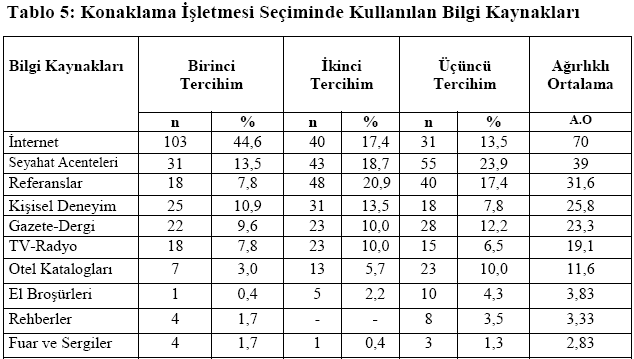 Tablo 5: Konaklama İşletmesi Seçiminde Kullanılan Bilgi Kaynakları
Bilgi Kaynakları Birinci Tercihim İkinci Tercihim Üçüncü Tercihim Ağırlıklı Ortalama
n % n % n % A.O
İnternet 103 44,6 40 17,4 31 13,5 70
Seyahat Acenteleri 31 13,5 43 18,7 55 23,9 39
Referanslar 18 7,8 48 20,9 40 17,4 31,6
Kişisel Deneyim 25 10,9 31 13,5 18 7,8 25,8
Gazete-Dergi 22 9,6 23 10,0 28 12,2 23,3
TV-Radyo 18 7,8 23 10,0 15 6,5 19,1
Otel Katalogları 7 3,0 13 5,7 23 10,0 11,6
El Broşürleri 1 0,4 5 2,2 10 4,3 3,83
Rehberler 4 1,7 - - 8 3,5 3,33
Fuar ve Sergiler 4 1,7 1 0,4 3 1,3 2,83